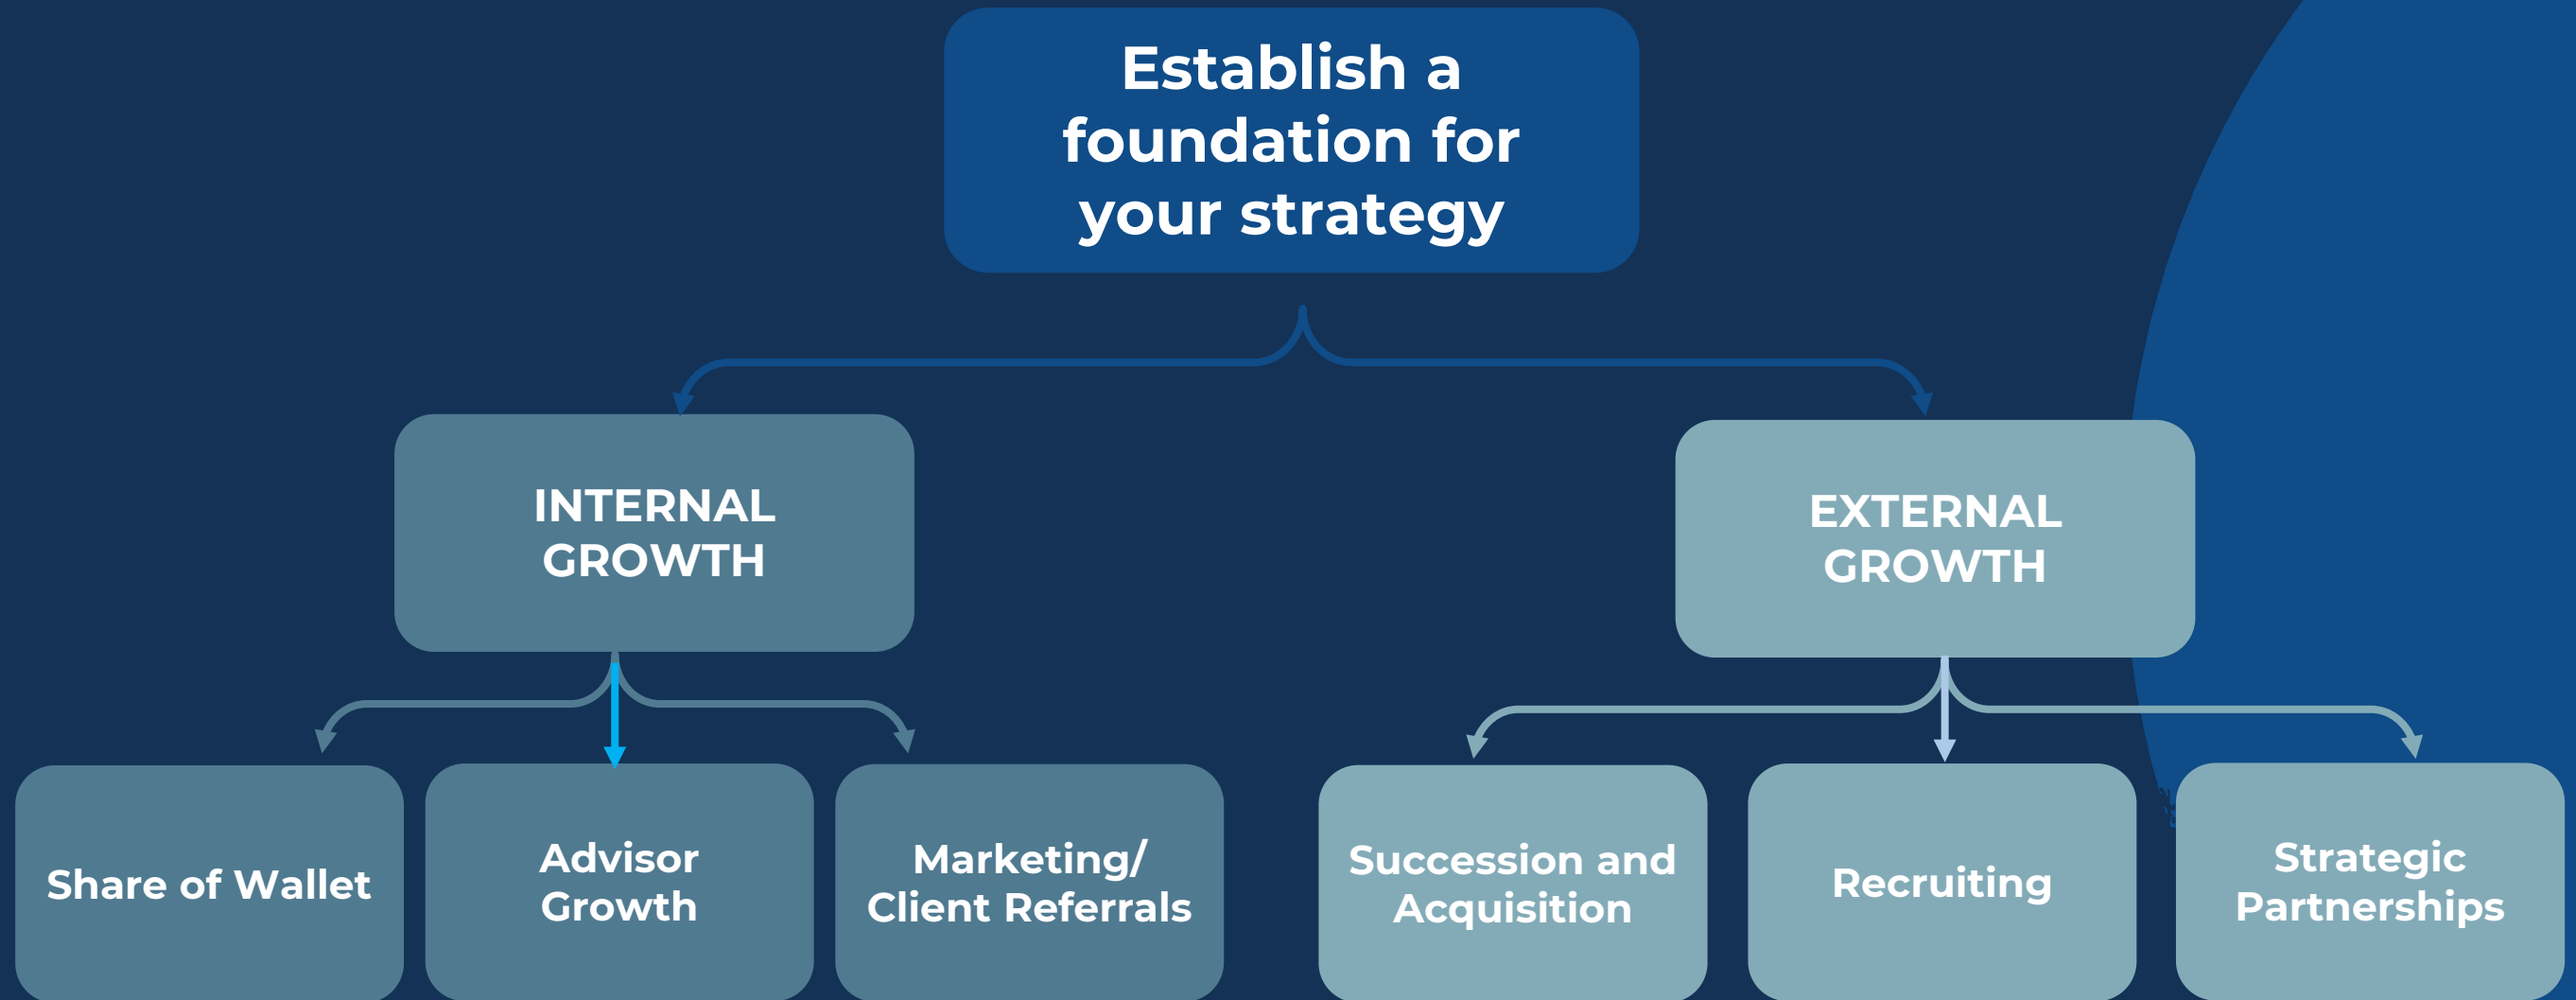 Establish a
foundation for
your strategy
INTERNAL
GROWTH
EXTERNAL
GROWTH
Share of Wallet
Advisor
Growth
Marketing/
Client Referrals
Succession and
Acquisition
Recruiting
Strategic
Partnerships